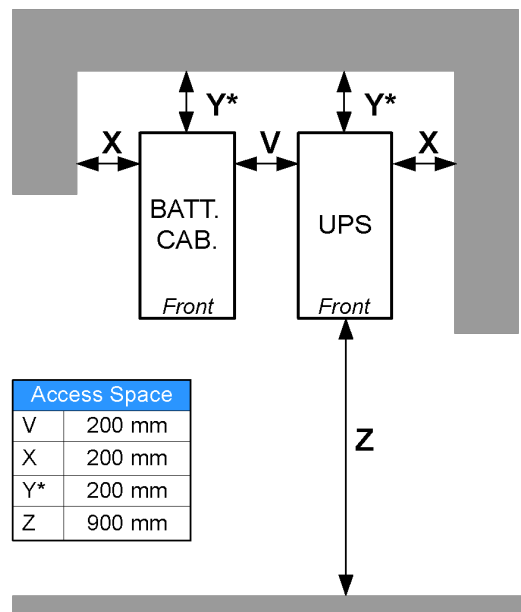 Y* Y*
X V X
BATT.
CAB.
UPS
Front Front
Z
Access Space
V 200 mm
X 200 mm
Y* 200 mm
Z 900 mm